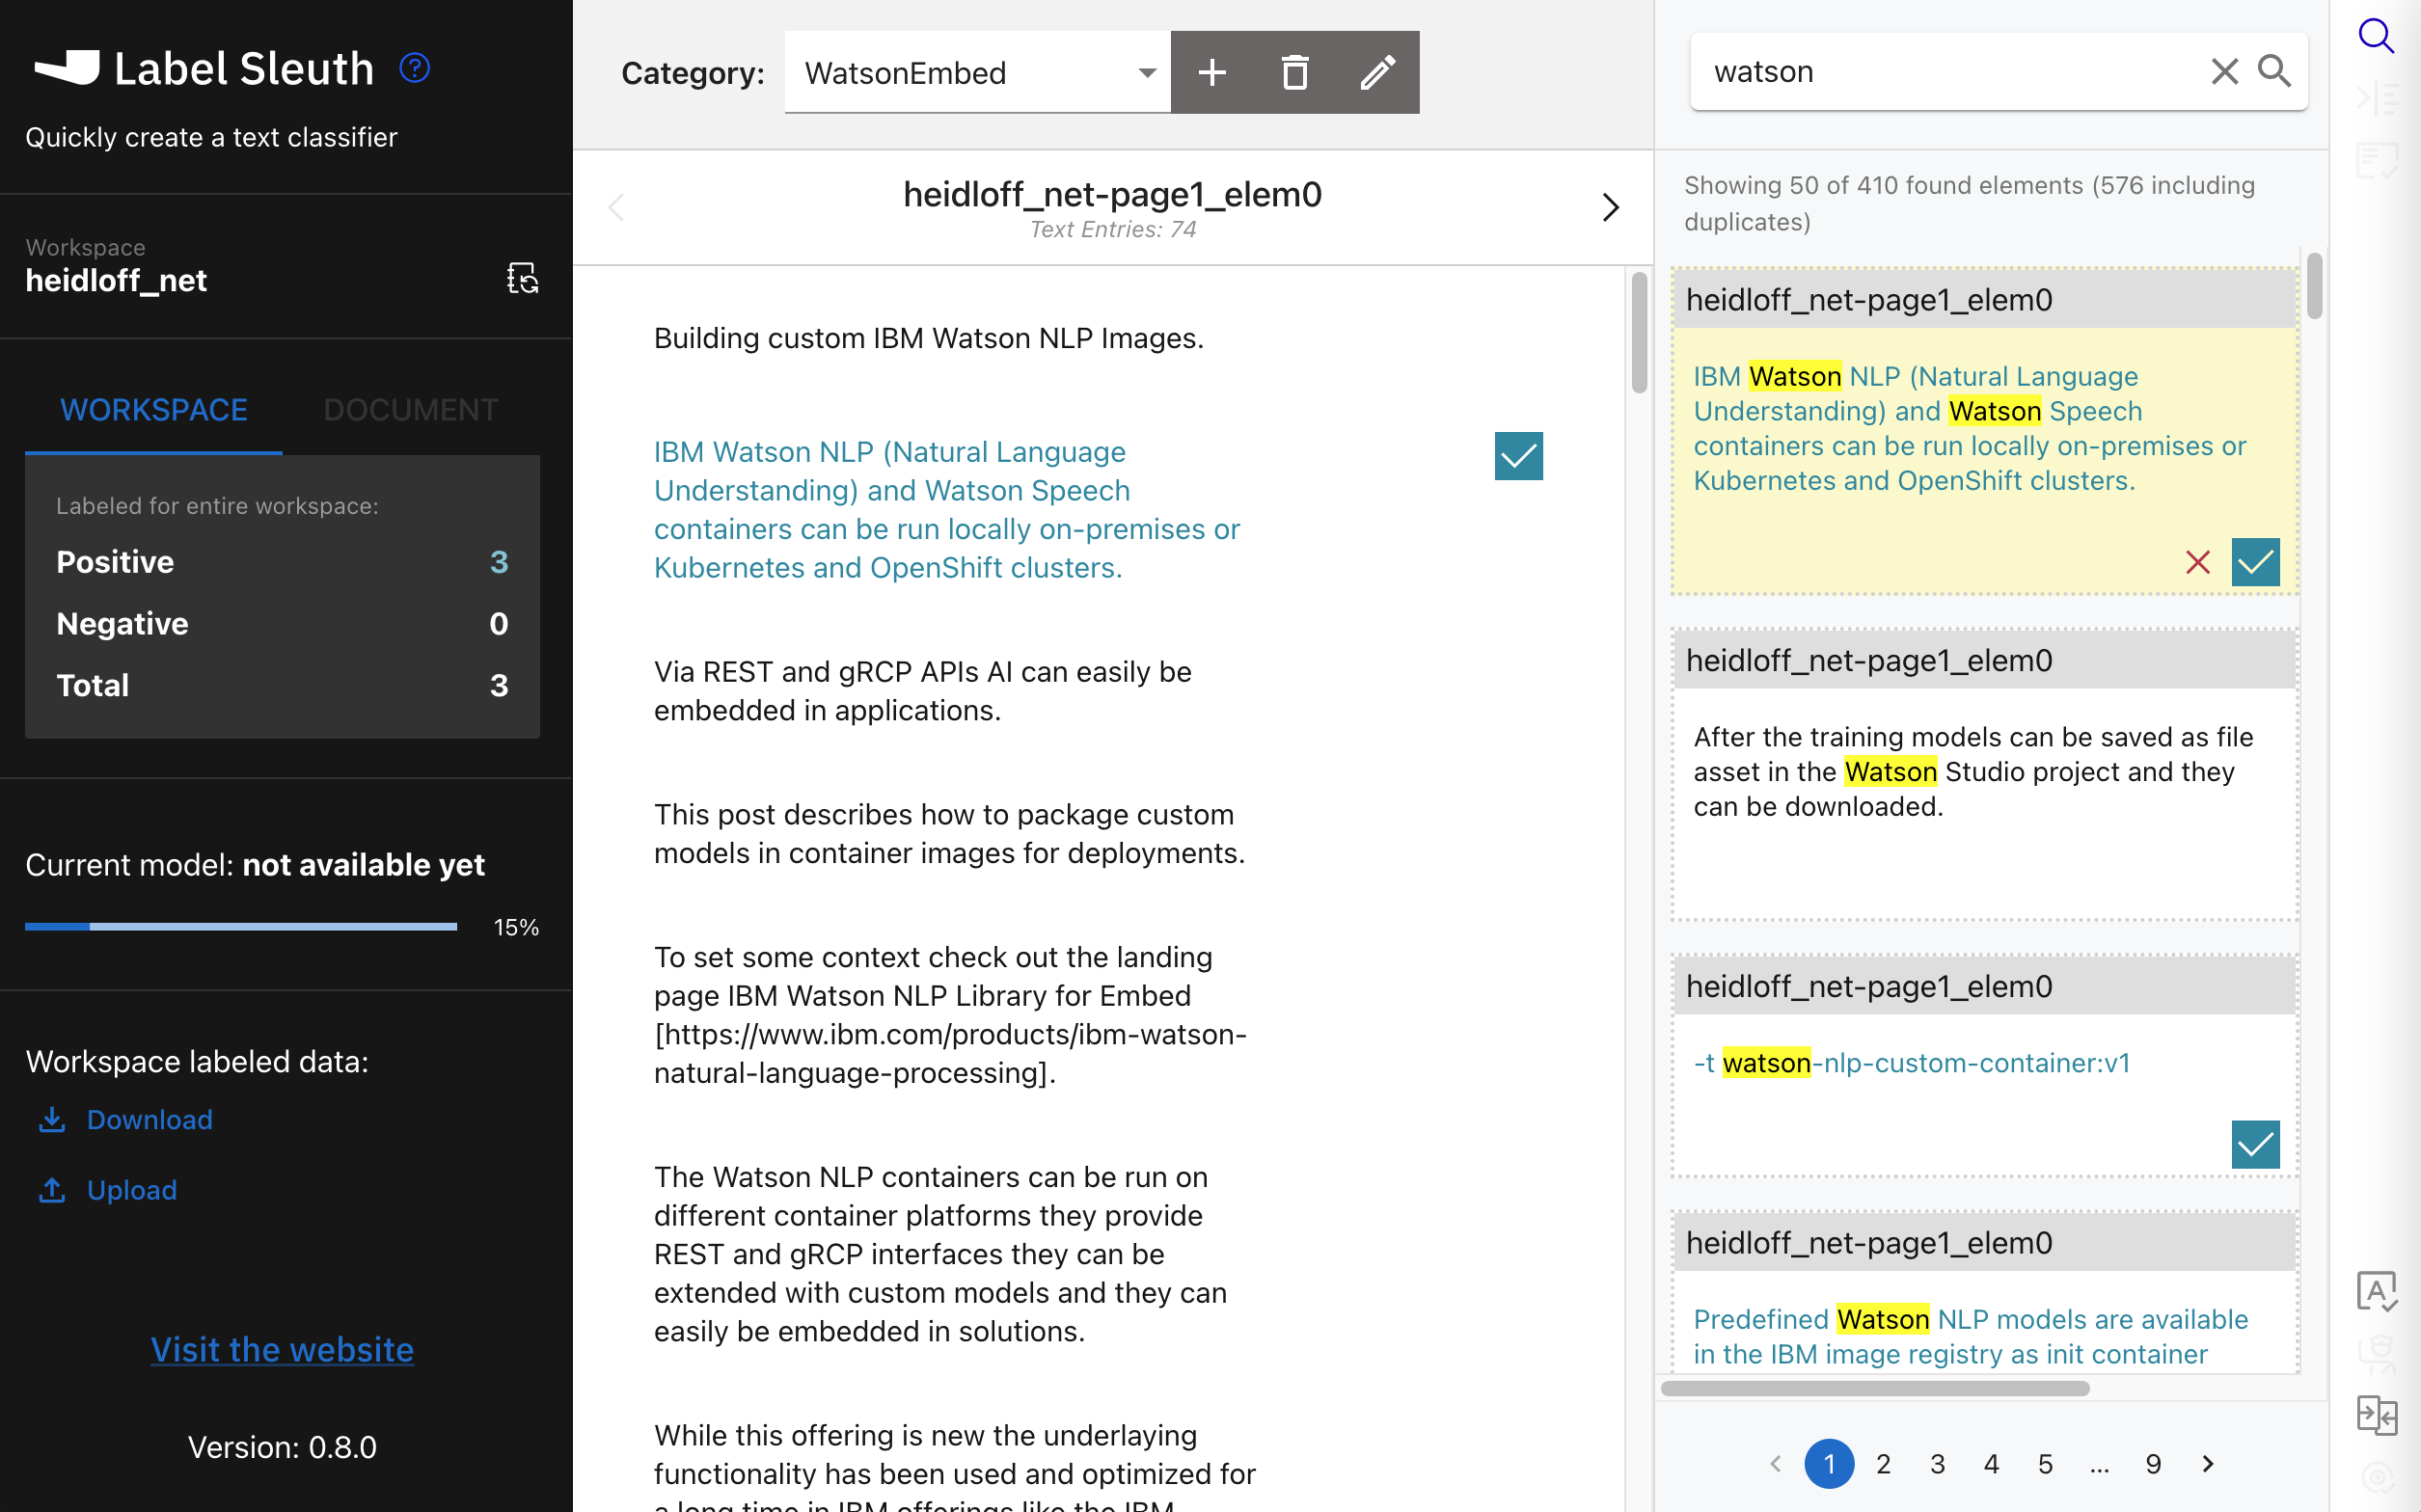 Label Sleuth ?
Quickly create a text classifier
Workspace
heidloff_net
WORKSPACE
DOCUMENT
Labeled for entire workspace:
Positive 3
Negative 0
Total 3
Current model: not available yet
15%
Workspace labeled data:
Download
Upload
Visit the website
Version: 0.8.0
Category:
WatsonEmbed
heidloff_net-page1_elem0
Text Entries: 74
Building custom IBM Watson NLP Images.
IBM Watson NLP (Natural Language
Understanding) and Watson Speech
containers can be run locally on-premises or
Kubernetes and OpenShift clusters.
Via REST and gRCP APIs AI can easily be
embedded in applications.
This post describes how to package custom
models in container images for deployments.
To set some context check out the landing
page IBM Watson NLP Library for Embed
[https://www.ibm.com/products/ibm-watson-
natural-language-processing].
The Watson NLP containers can be run on
different container platforms they provide
REST and gRCP interfaces they can be
extended with custom models and they can
easily be embedded in solutions.
While this offering is new the underlaying
functionality has been used and optimized for
a long time in IBM offerings like the IBM
watson
Showing 50 of 410 found elements (576 including
duplicates)
heidloff_net-page1_elem0
IBM Watson NLP (Natural Language
Understanding) and Watson Speech
containers can be run locally on-premises or
Kubernetes and OpenShift clusters.
heidloff_net-page1_elem0
After the training models can be saved as file
asset in the Watson Studio project and they
can be downloaded.
heidloff_net-page1_elem0
-t watson-nlp-custom-container:v1
heidloff_net-page1_elem0
Predefined Watson NLP models are available
in the IBM image registry as init container
1 2 3 4 5 ... 9
A